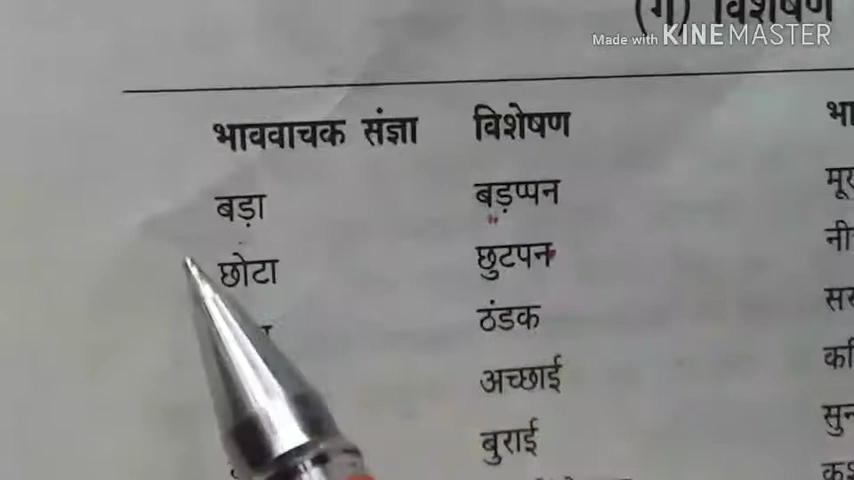 (ग) विशेषण
Made with KINEMASTER
भाववाचक संज्ञा विशेषण
बड़ा बड़प्पन
छोटा छुटपन
ठंडक
अच्छाई
बुराई